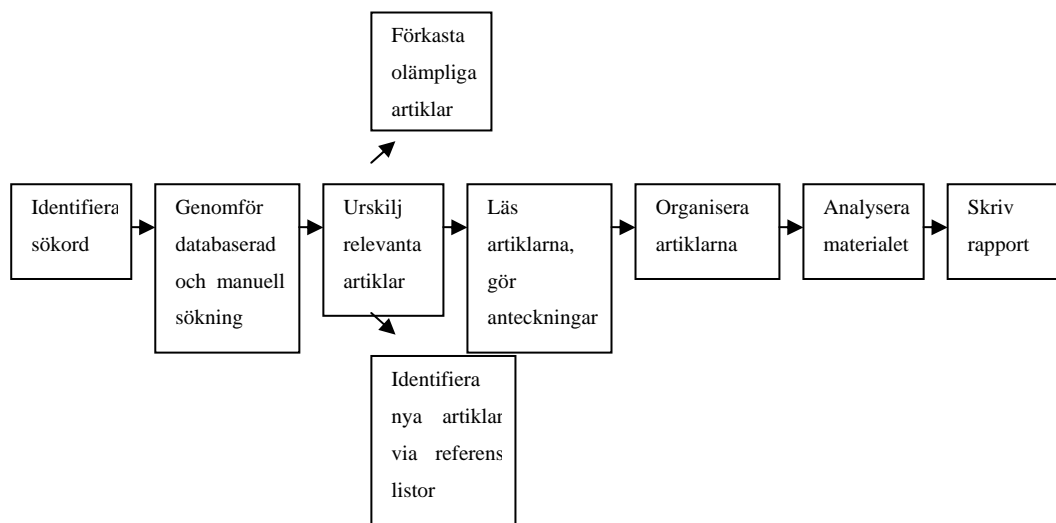 Förkasta
olämpliga
artiklar
Identifiera
sökord
Genomför
databaserad
och manuell
sökning
Urskilj
relevanta
artiklar
Läs
artiklarna,
gör
anteckningar
Organisera
artiklarna
Analysera
materialet
Skriv
rapport
Identifiera
nya artiklar
via referens
listor